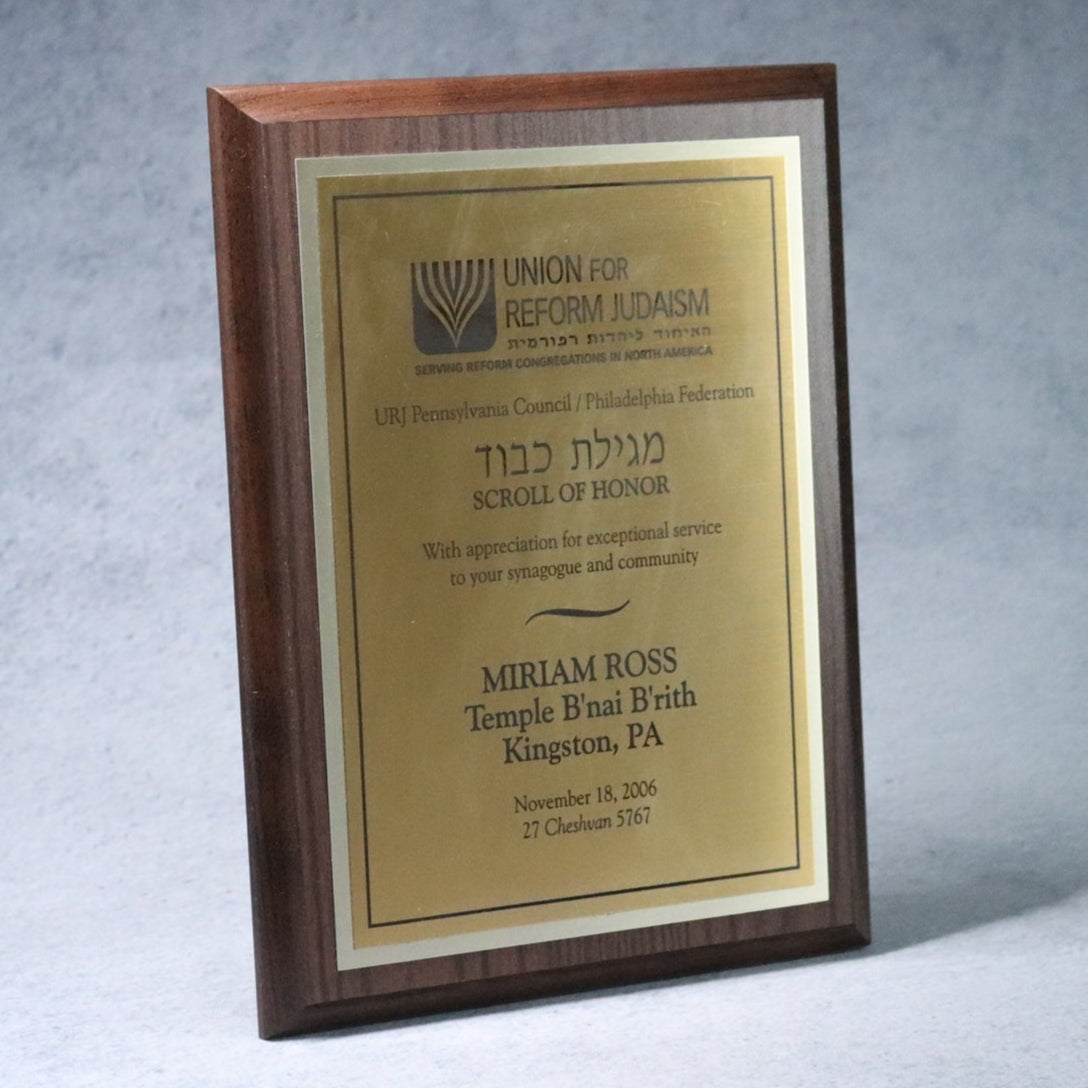 UNION FOR
REFORM JUDAISM
האיחוד ליהדות רפורמית
SERVING REFORM CONGREGATIONS IN NORTH AMERICA
URJ Pennsylvania Council / Philadelphia Federation
מגילת כבוד
SCROLL OF HONOR
With appreciation for exceptional service
to your synagogue and community
MIRIAM ROSS
Temple B'nai B'rith
Kingston, PA
November 18, 2006
27 Cheshvan 5767